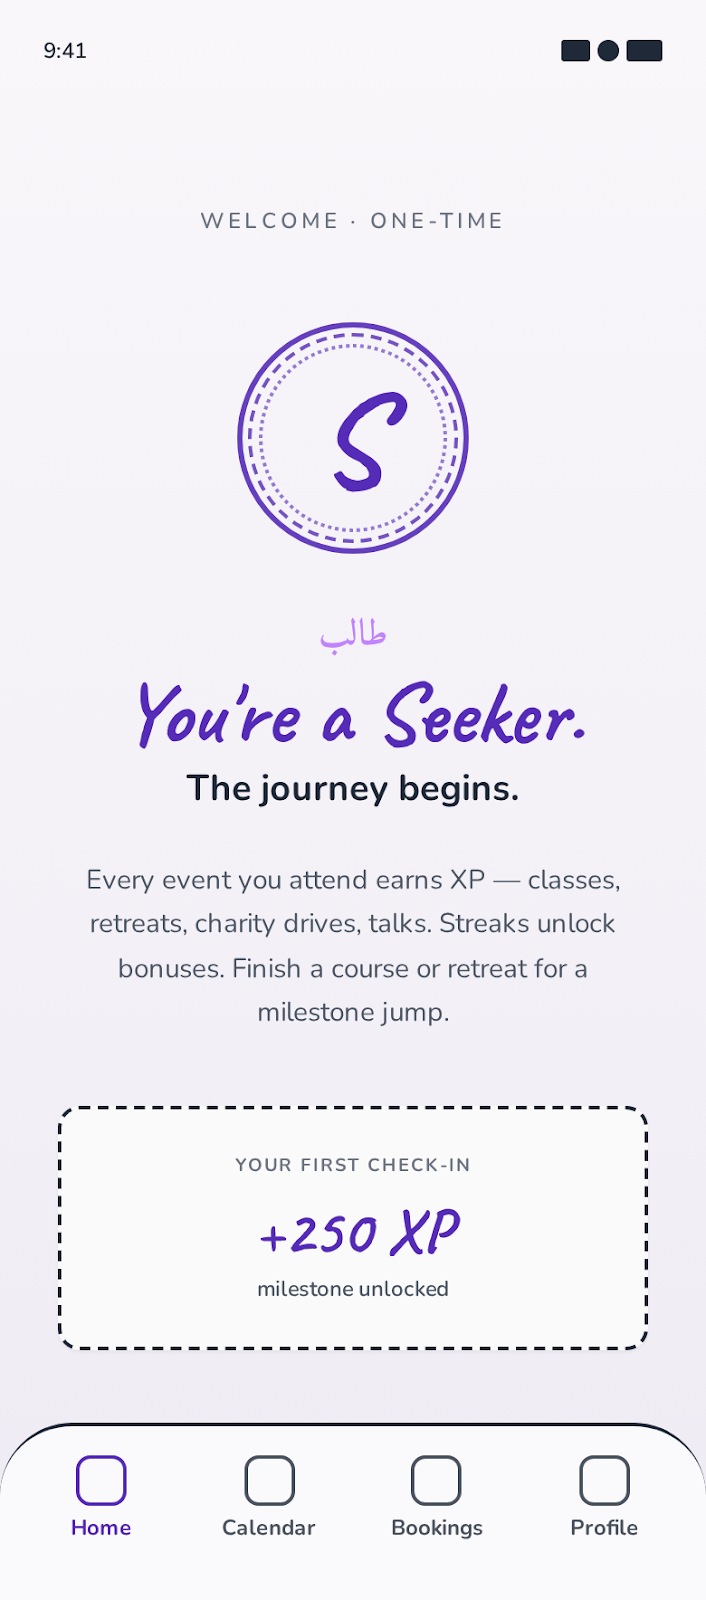 9:41
WELCOME · ONE-TIME
S
طالب
You're a Seeker.
The journey begins.
Every event you attend earns XP — classes,
retreats, charity drives, talks. Streaks unlock
bonuses. Finish a course or retreat for a
milestone jump.
YOUR FIRST CHECK-IN
+250 XP
milestone unlocked
Home Calendar Bookings Profile